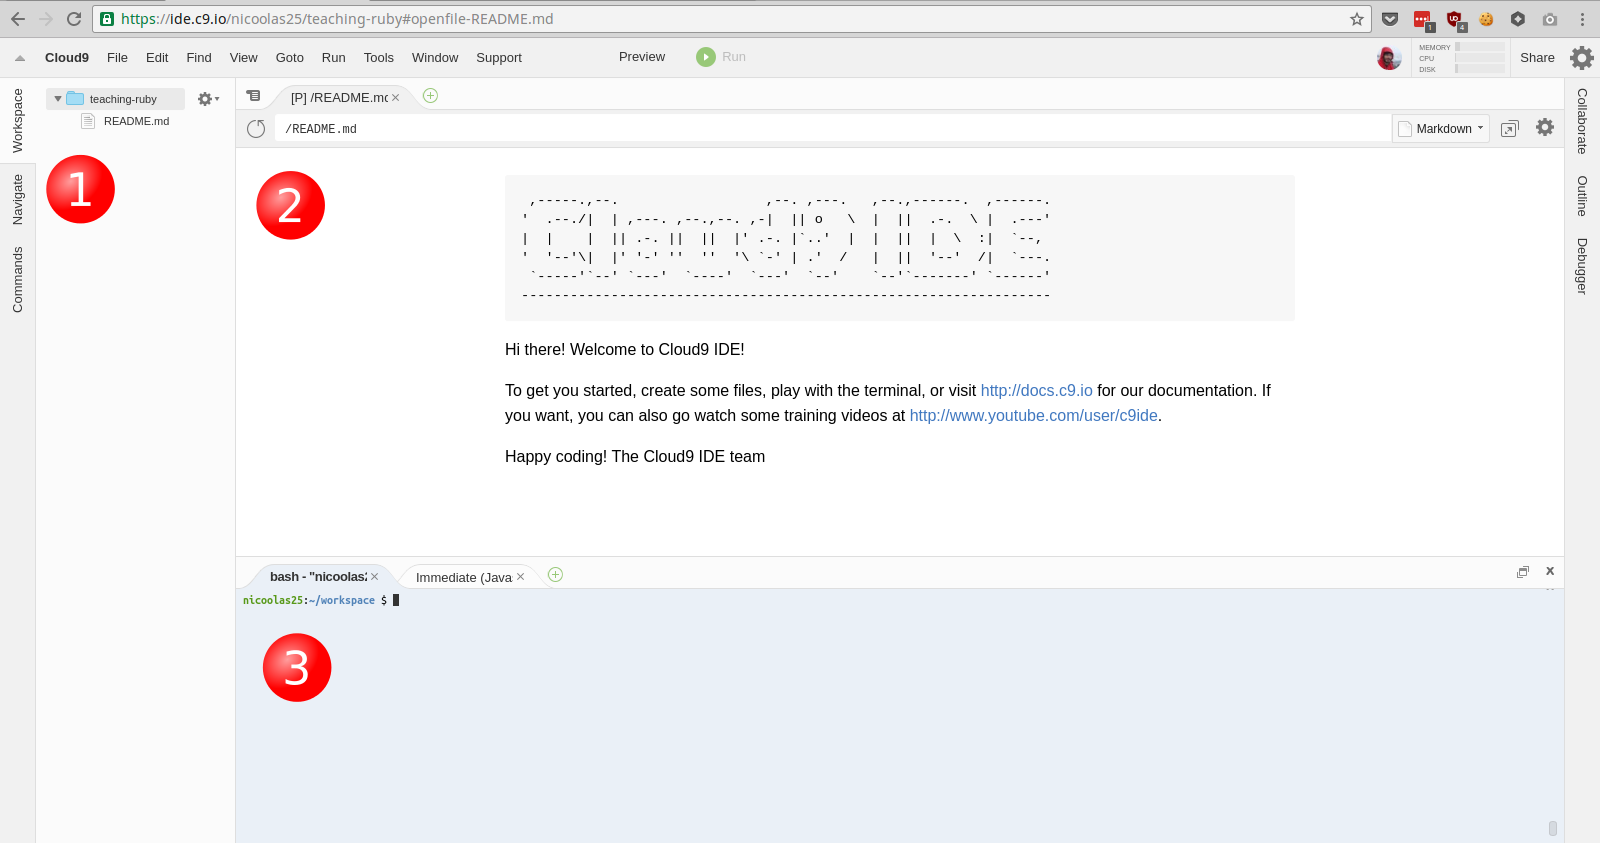 https://ide.c9.io/nicoolas25/teaching-ruby#openfile-README.md
1
4
Cloud9 File Edit Find View Goto Run Tools Window Support Preview Run
MEMORY
CPU
DISK
Share
Workspace
Navigate
Commands
teaching-ruby
README.md
1
[P] /README.mc
/README.md
Markdown
2
 ,-----.,--.                  ,--. ,---.   ,--.,------.  ,------.
'  .--./|  | ,---. ,--.,--. ,-|  || o   \  |  ||  .-.  \ |  .---'
|  |    |  || .-. ||  ||  |' .-. |`..'  |  |  ||  |  \  :|  `--,
'  '--'\|  |' '-' ''  ''  '\ `-' | .'  /   |  ||  '--'  /|  `---.
 `-----'`--' `---'  `----'  `---'  `--'    `--'`-------' `------'
-----------------------------------------------------------------
Hi there! Welcome to Cloud9 IDE!
To get you started, create some files, play with the terminal, or visit http://docs.c9.io for our documentation. If
you want, you can also go watch some training videos at http://www.youtube.com/user/c9ide.
Happy coding! The Cloud9 IDE team
bash - "nicoolas2
Immediate (Java
nicoolas25:~/workspace $
3
Collaborate
Outline
Debugger